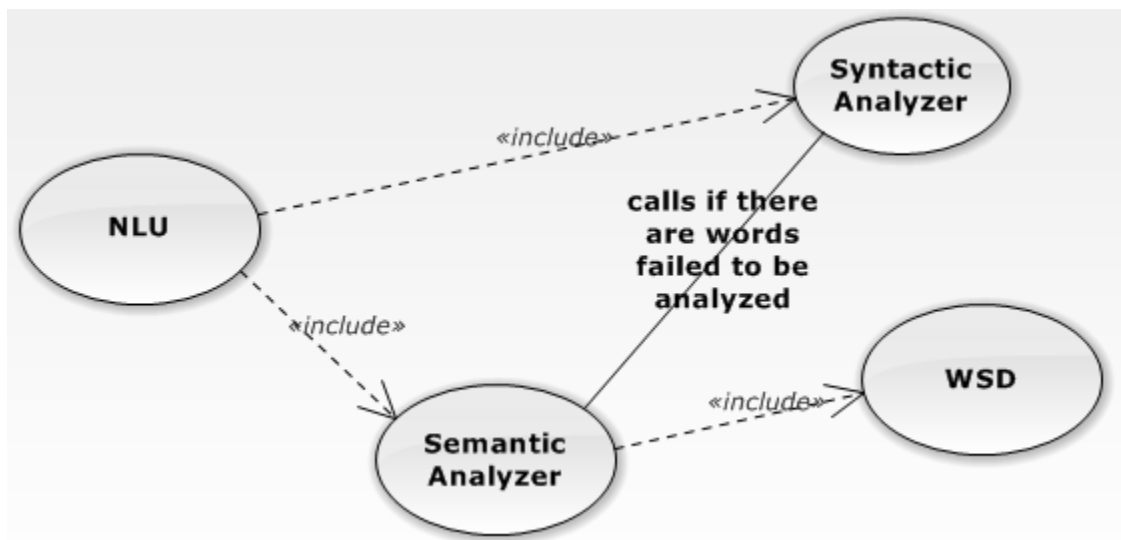 Syntactic
Analyzer
«include»
NLU
calls if there
are words
failed to be
analyzed
«include»
WSD
«include»
Semantic
Analyzer